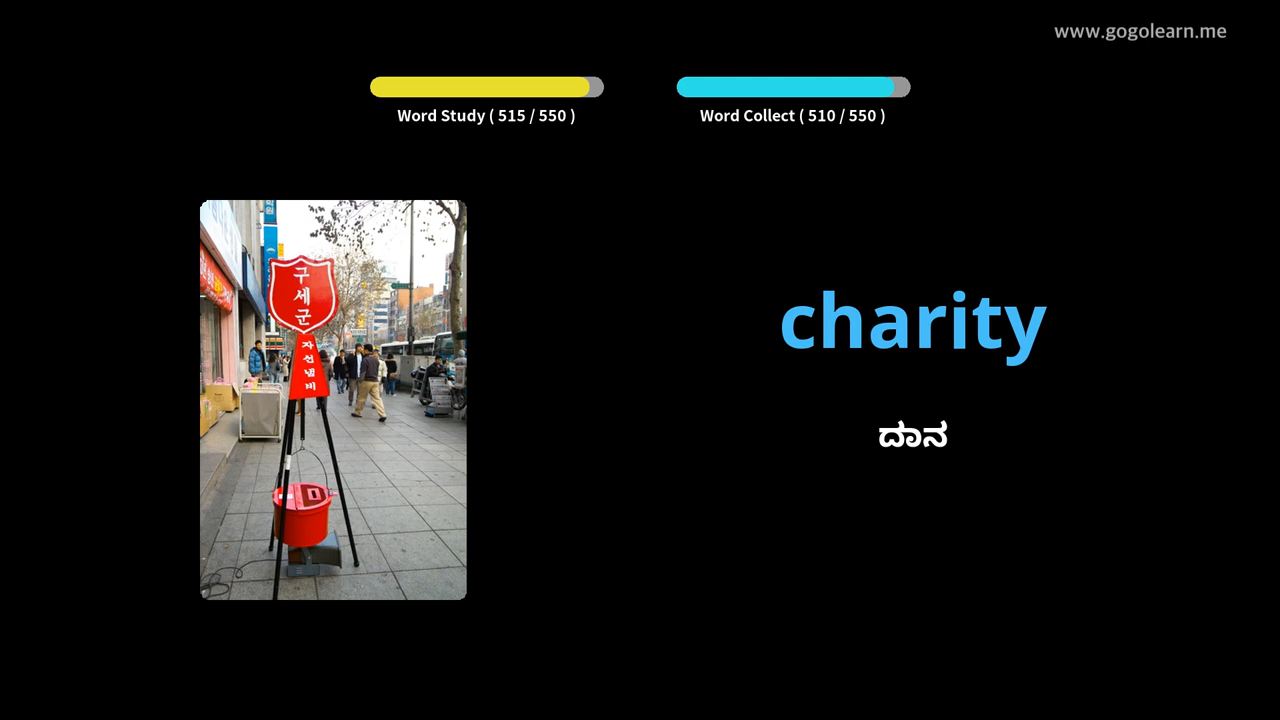 www.gogolearn.me
Word Study ( 515 / 550 )
Word Collect ( 510 / 550 )
구
세
군
자
선
냄
비
charity
ದಾನ